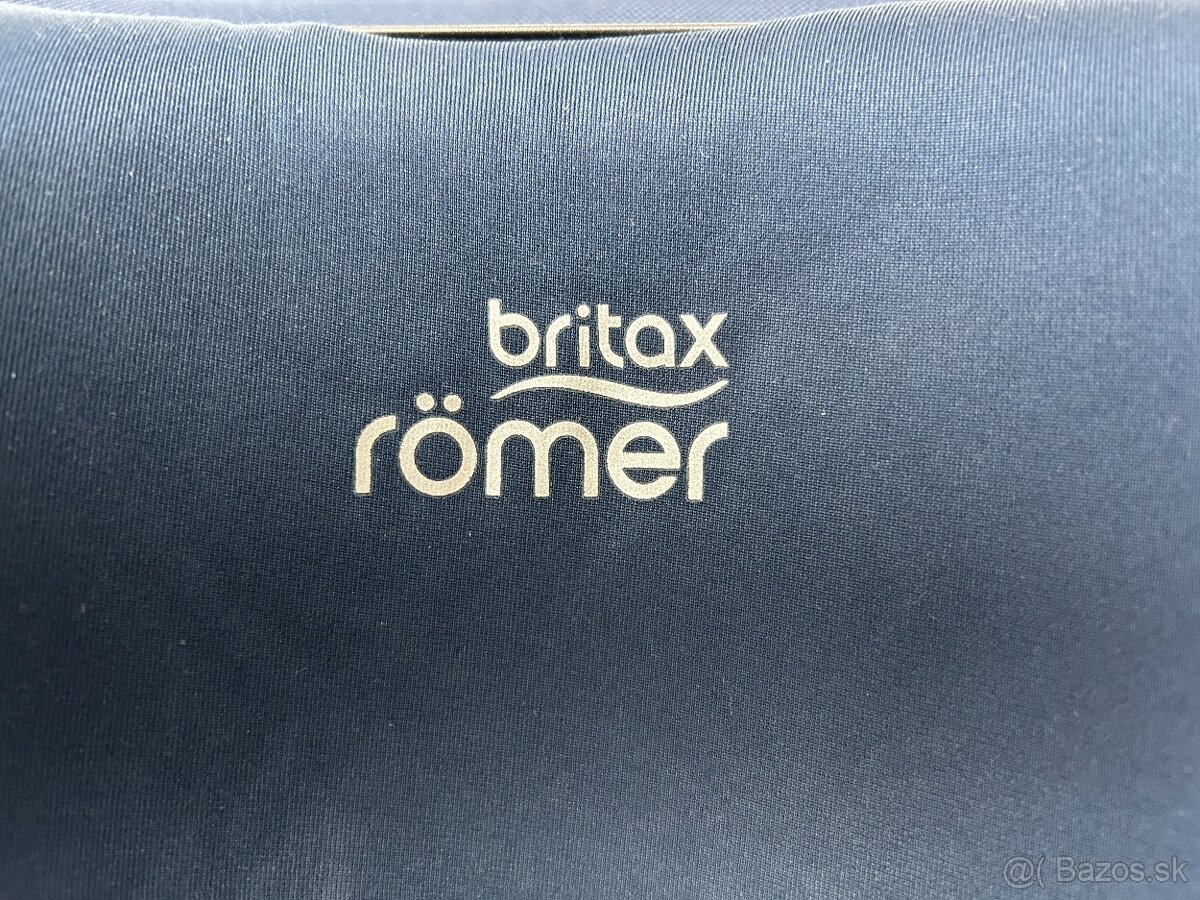 britax
römer
@( Bazos.sk